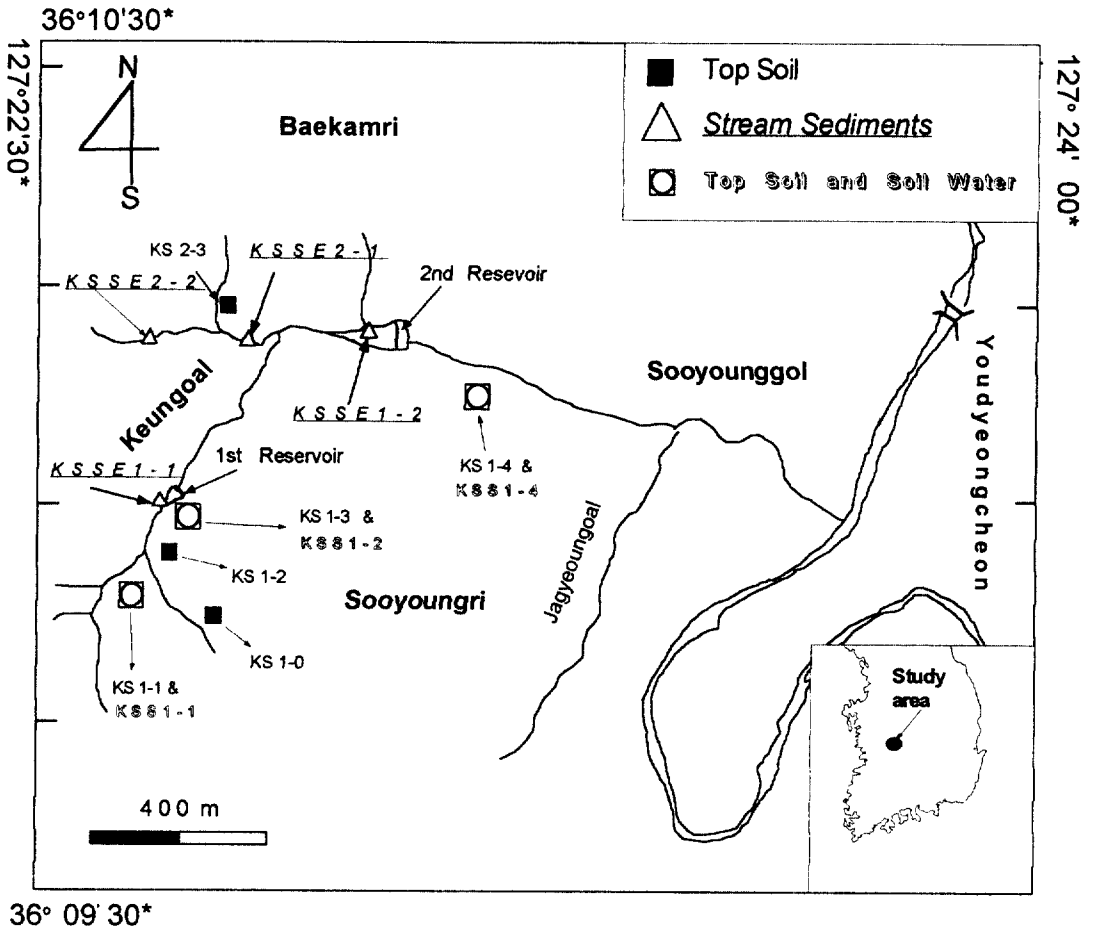 36°10'30"
127°22'30"
127° 24' 00"
N
S
Top Soil
Stream Sediments
Top Soil and Soil Water
Baekamri
KS 2-3
KSSE2-1
KSSE2-2
2nd Resevoir
Sooyounggol
Youdyeongcheon
Keungoal
KSSE1-2
KSSE1-1
1st Reservoir
KS 1-4 &
KSS1-4
KS 1-3 &
KSS1-2
KS 1-2
Jagyeoungoal
Sooyoungri
KS 1-0
KS 1-1 &
KSS1-1
Study
area
400 m
36° 09' 30"